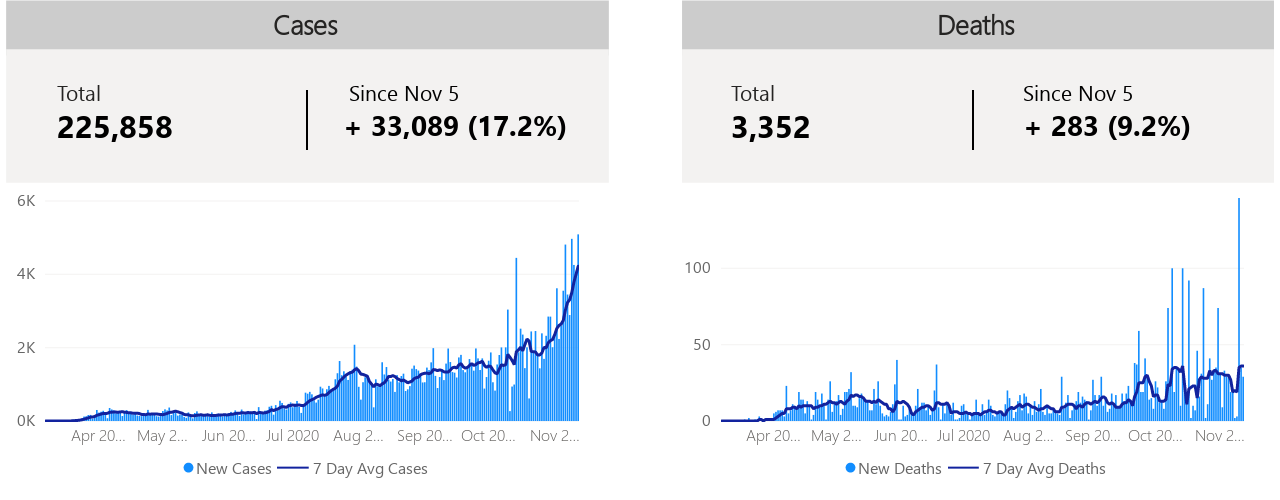 Cases
Total
225,858
Since Nov 5
+ 33,089 (17.2%)
6K
4K
2K
0K
Apr 20... May 2... Jun 20... Jul 2020 Aug 2... Sep 20... Oct 20... Nov 2...
New Cases 7 Day Avg Cases
Deaths
Total
3,352
Since Nov 5
+ 283 (9.2%)
100
50
0
Apr 20... May 2... Jun 20... Jul 2020 Aug 2... Sep 20... Oct 20... Nov 2...
New Deaths 7 Day Avg Deaths